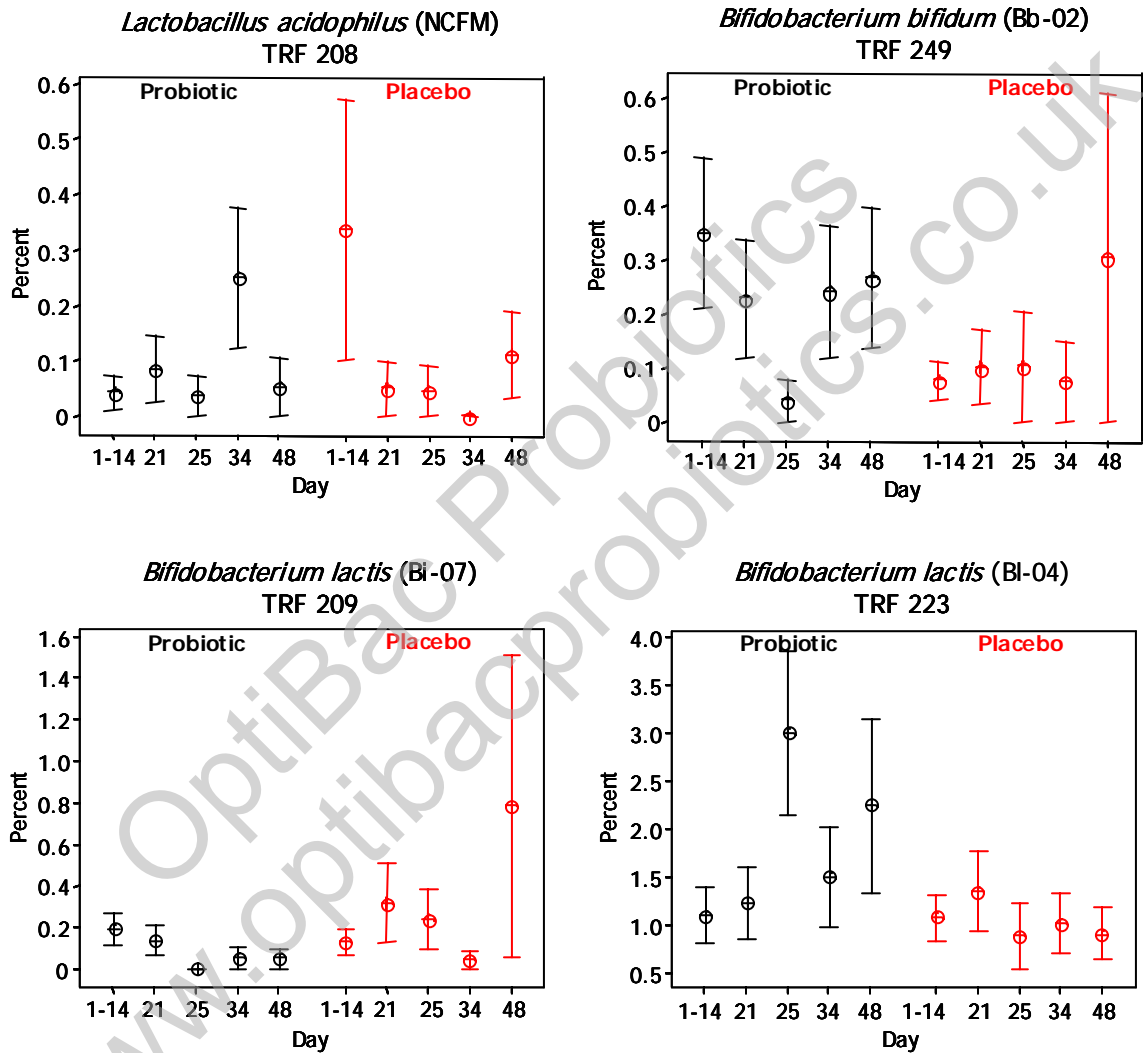 Lactobacillus acidophilus (NCFM)
TRF 208
Probiotic
Placebo
0.6
0.5
0.4
0.3
0.2
0.1
0
Percent
1-14 21 25 34 48 1-14 21 25 34 48
Day
Bifidobacterium bifidum (Bb-02)
TRF 249
Probiotic
Placebo
0.6
0.5
0.4
0.3
0.2
0.1
0
Percent
1-14 21 25 34 48 1-14 21 25 34 48
Day
Bifidobacterium lactis (Bi-07)
TRF 209
Probiotic
Placebo
1.6
1.4
1.2
1.0
0.8
0.6
0.4
0.2
0
Percent
1-14 21 25 34 48 1-14 21 25 34 48
Day
Bifidobacterium lactis (Bl-04)
TRF 223
Probiotic
Placebo
4.0
3.5
3.0
2.5
2.0
1.5
1.0
0.5
Percent
1-14 21 25 34 48 1-14 21 25 34 48
Day
OptiBac Probiotics
www.optibacprobiotics.co.uk